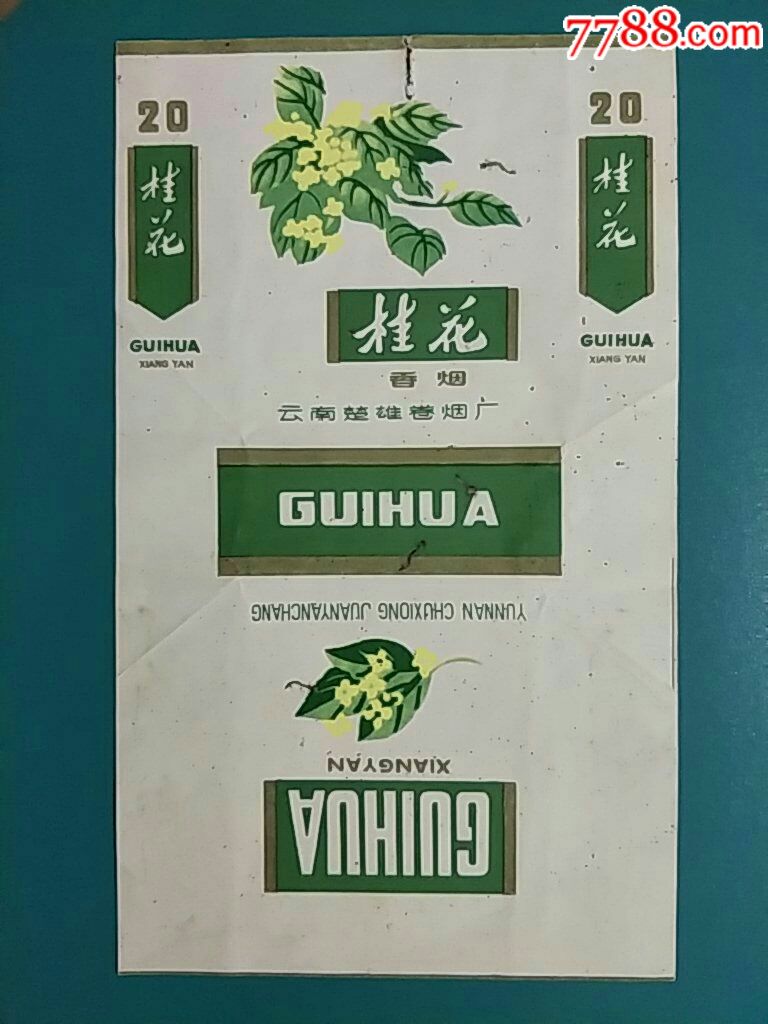 7788.com
20
桂花
GUIHUA
XIANG YAN
20
桂花
GUIHUA
XIANG YAN
桂花
香烟
云南楚雄卷烟厂
GUIHUA
YUNNAN CHUXIONG JUANYANCHANG
XIANGYAN
GUIHUA